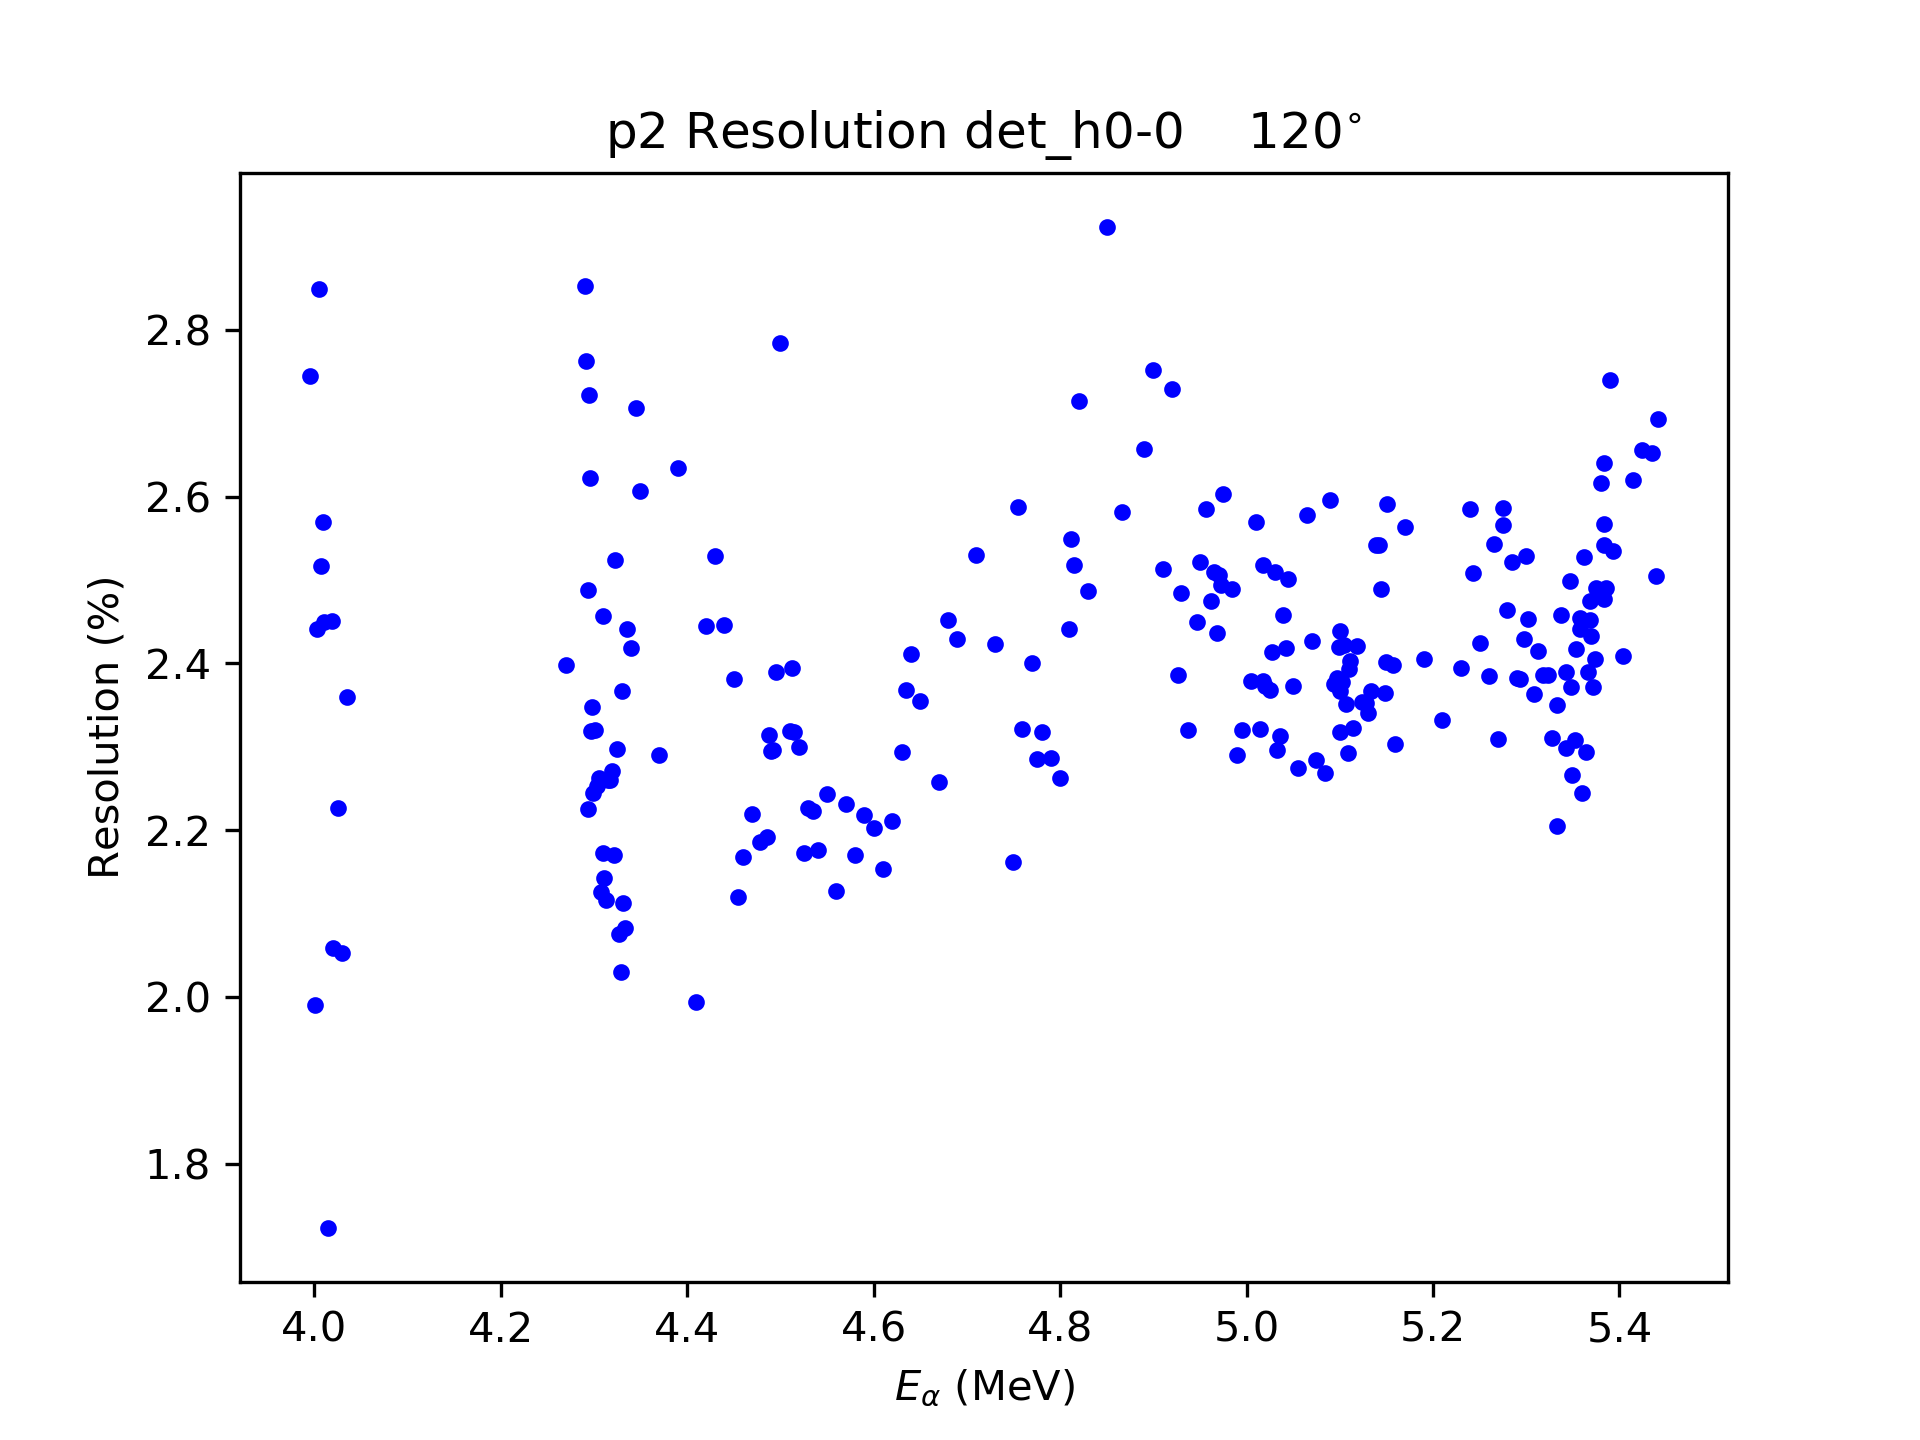 p2 Resolution det_h0-0 120°
Resolution (%)
2.8
2.6
2.4
2.2
2.0
1.8
4.0 4.2 4.4 4.6 4.8 5.0 5.2 5.4
Eα (MeV)